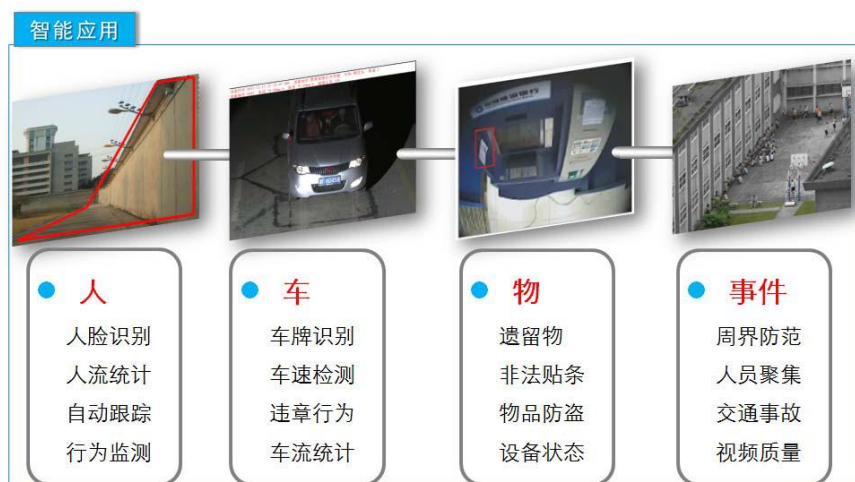 智能应用
人
人脸识别
人流统计
自动跟踪
行为监测
车
车牌识别
车速检测
违章行为
车流统计
物
遗留物
非法贴条
物品防盗
设备状态
事件
周界防范
人员聚集
交通事故
视频质量